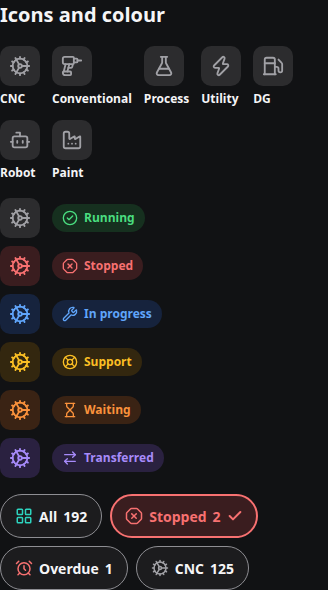 Icons and colour
CNC Conventional Process Utility DG
Robot Paint
Running
Stopped
In progress
Support
Waiting
Transferred
All 192 Stopped 2
Overdue 1 CNC 125